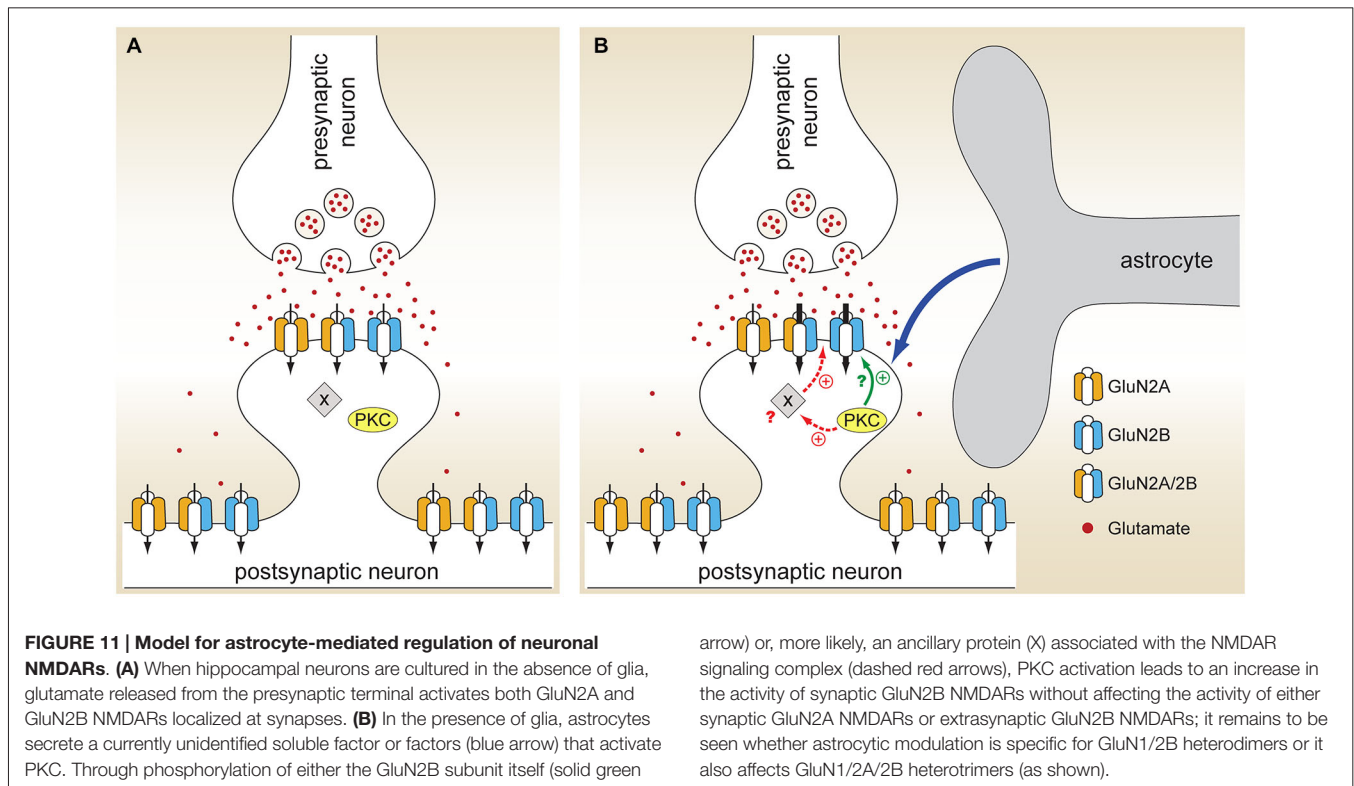 A
presynaptic
neuron
X
PKC
postsynaptic neuron
B
presynaptic
neuron
astrocyte
?
+
+
X
?
+
PKC
postsynaptic neuron
GluN2A
GluN2B
GluN2A/2B
Glutamate
FIGURE 11 | Model for astrocyte-mediated regulation of neuronal
NMDARs. (A) When hippocampal neurons are cultured in the absence of glia,
glutamate released from the presynaptic terminal activates both GluN2A and
GluN2B NMDARs localized at synapses. (B) In the presence of glia, astrocytes
secrete a currently unidentified soluble factor or factors (blue arrow) that activate
PKC. Through phosphorylation of either the GluN2B subunit itself (solid green
arrow) or, more likely, an ancillary protein (X) associated with the NMDAR
signaling complex (dashed red arrows), PKC activation leads to an increase in
the activity of synaptic GluN2B NMDARs without affecting the activity of either
synaptic GluN2A NMDARs or extrasynaptic GluN2B NMDARs; it remains to be
seen whether astrocytic modulation is specific for GluN1/2B heterodimers or it
also affects GluN1/2A/2B heterotrimers (as shown).